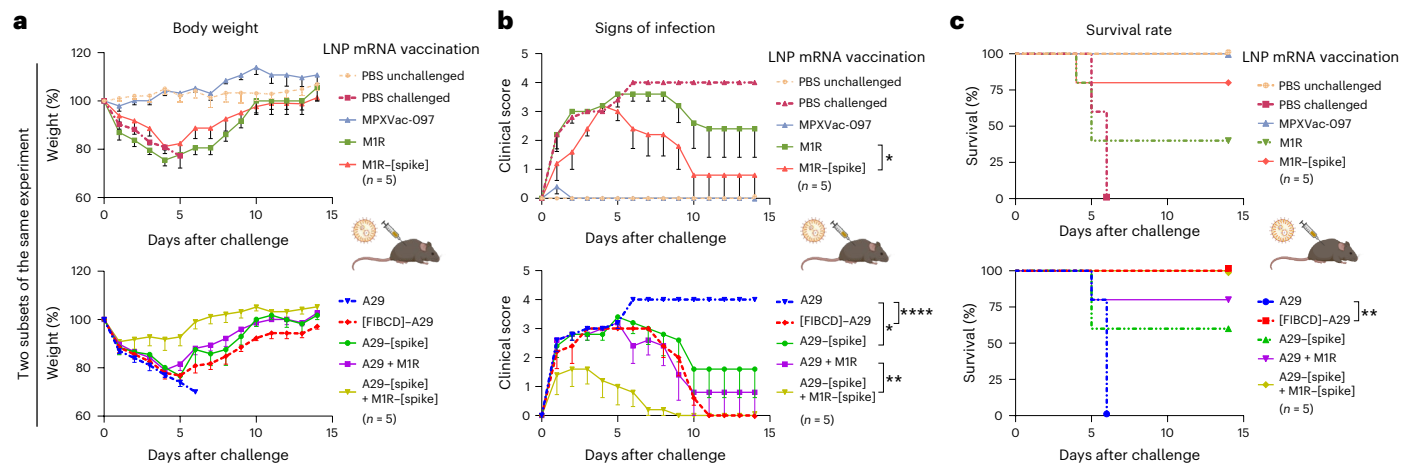 a
Body weight
Two subsets of the same experiment
Weight (%)
120
100
80
60
0
5
10
15
Days after challenge
LNP mRNA vaccination
PBS unchallenged
PBS challenged
MPXVac-097
M1R
M1R–[spike]
(n = 5)
Weight (%)
120
100
80
60
0
5
10
15
Days after challenge
A29
[FIBCD]–A29
A29–[spike]
A29 + M1R
A29–[spike]
+ M1R–[spike]
(n = 5)
b
Signs of infection
Clinical score
5
4
3
2
1
0
0
5
10
15
Days after challenge
LNP mRNA vaccination
PBS unchallenged
PBS challenged
MPXVac-097
M1R
M1R–[spike]
*
(n = 5)
Clinical score
5
4
3
2
1
0
0
5
10
15
Days after challenge
A29
[FIBCD]–A29
A29–[spike]
A29 + M1R
A29–[spike]
+ M1R–[spike]
****
*
**
(n = 5)
c
Survival rate
Survival (%)
100
75
50
25
0
0
5
10
15
Days after challenge
LNP mRNA vaccination
PBS unchallenged
PBS challenged
MPXVac-097
M1R
M1R–[spike]
(n = 5)
Survival (%)
100
75
50
25
0
0
5
10
15
Days after challenge
A29
[FIBCD]–A29
**
A29–[spike]
A29 + M1R
A29–[spike]
+ M1R–[spike]
(n = 5)